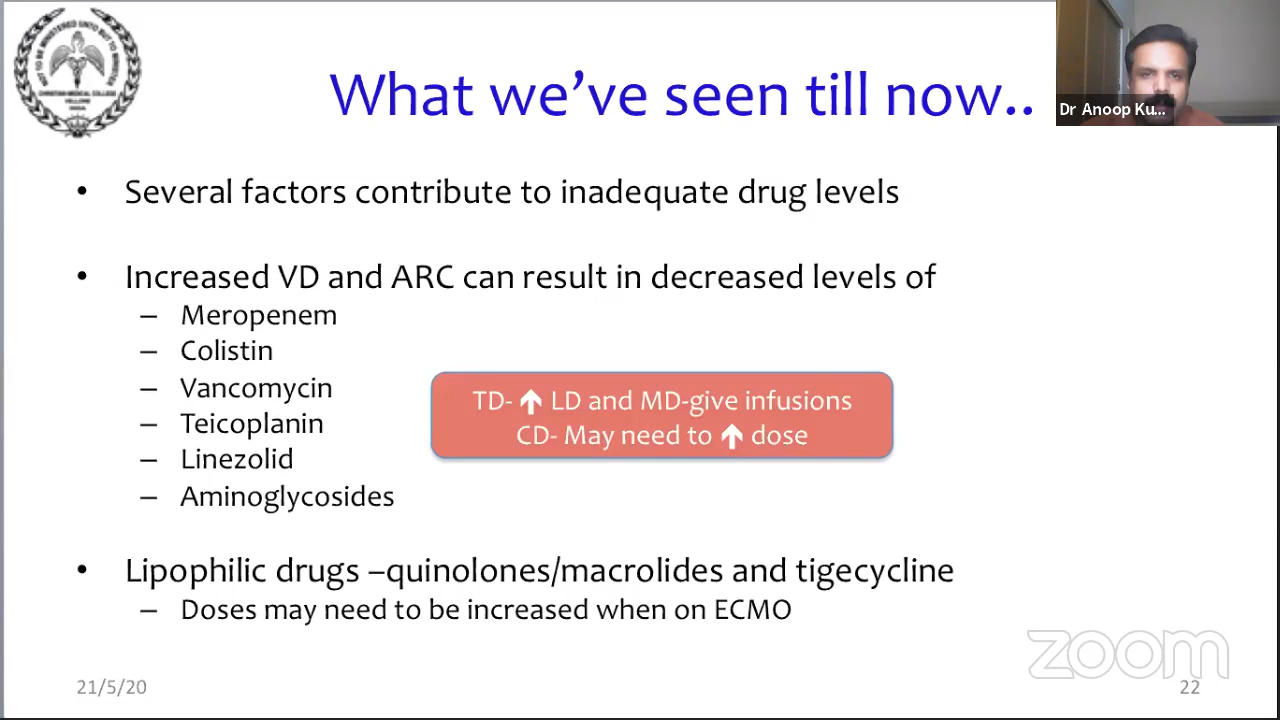 What we've seen till now..
Dr Anoop Ku...
• Several factors contribute to inadequate drug levels
• Increased VD and ARC can result in decreased levels of
– Meropenem
– Colistin
– Vancomycin
– Teicoplanin
– Linezolid
– Aminoglycosides
TD- ↑ LD and MD-give infusions
CD- May need to ↑ dose
• Lipophilic drugs –quinolones/macrolides and tigecycline
– Doses may need to be increased when on ECMO
zoom
21/5/20
22